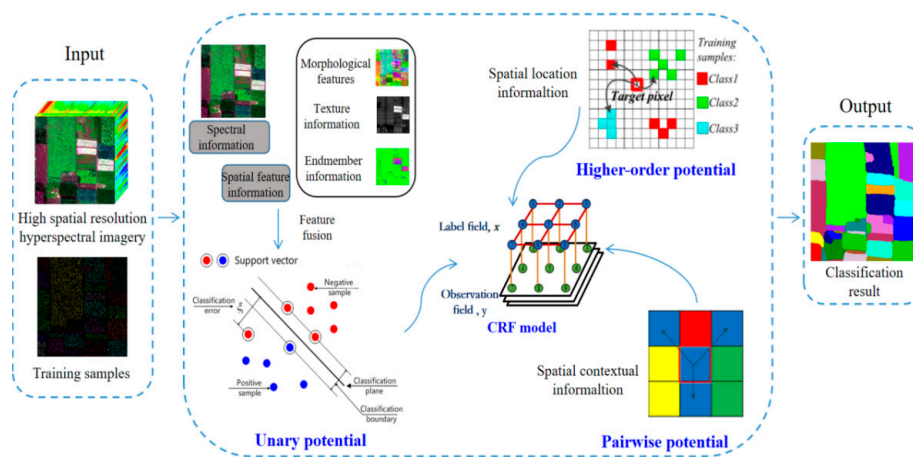 Input
High spatial resolution
hyperspectral imagery
Training samples
Spectral
information
Spatial feature
information
Morphological
features
Texture
information
Endmember
information
Feature
fusion
Support vector
Classification
error
Negative
sample
Positive
sample
Classification
plane
Classification
boundary
Unary potential
Spatial location
informaltion
Target pixel
Training
samples:
Class1
Class2
Class3
Higher-order potential
Label field, x
Observation
field , y
CRF model
Spatial contextual
informaltion
Pairwise potential
Output
Classification
result